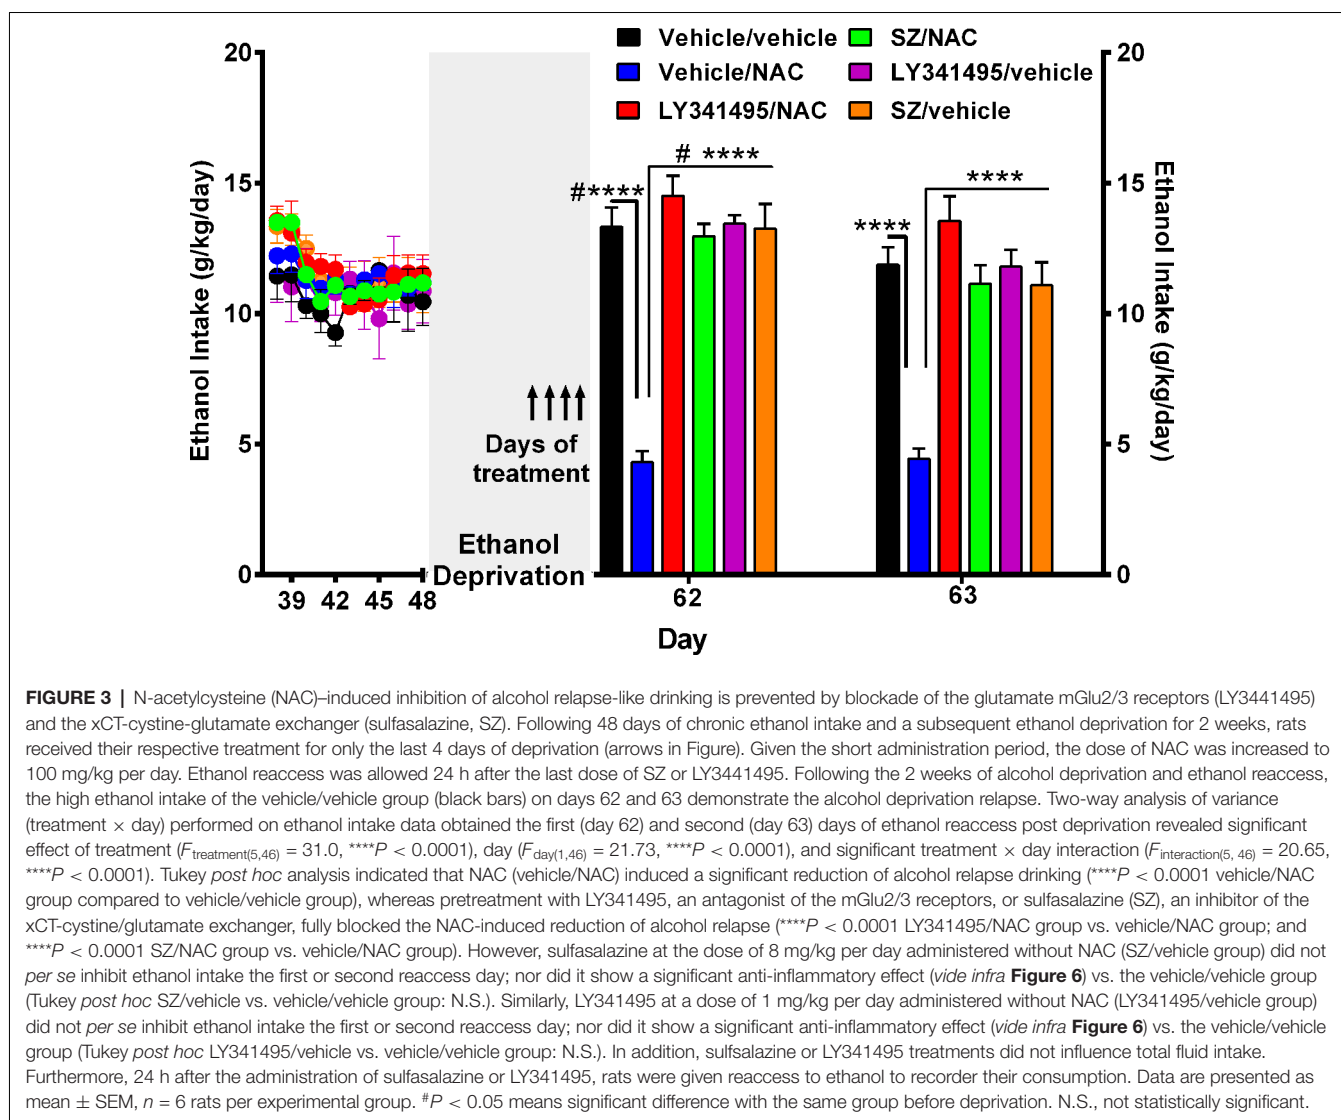 Vehicle/vehicle SZ/NAC
Vehicle/NAC LY341495/vehicle
LY341495/NAC SZ/vehicle
20 20
15 15
10 10
5 5
0 0
Ethanol Intake (g/kg/day)
Ethanol Intake (g/kg/day)
# ****
#****
****
****
Days of
treatment
Ethanol
Deprivation
39 42 45 48 62 63
Day
FIGURE 3 | N-acetylcysteine (NAC)–induced inhibition of alcohol relapse-like drinking is prevented by blockade of the glutamate mGlu2/3 receptors (LY3441495)
and the xCT-cystine-glutamate exchanger (sulfasalazine, SZ). Following 48 days of chronic ethanol intake and a subsequent ethanol deprivation for 2 weeks, rats
received their respective treatment for only the last 4 days of deprivation (arrows in Figure). Given the short administration period, the dose of NAC was increased to
100 mg/kg per day. Ethanol reaccess was allowed 24 h after the last dose of SZ or LY3441495. Following the 2 weeks of alcohol deprivation and ethanol reaccess,
the high ethanol intake of the vehicle/vehicle group (black bars) on days 62 and 63 demonstrate the alcohol deprivation relapse. Two-way analysis of variance
(treatment × day) performed on ethanol intake data obtained the first (day 62) and second (day 63) days of ethanol reaccess post deprivation revealed significant
effect of treatment (Ftreatment(5,46) = 31.0, ****P < 0.0001), day (Fday(1,46) = 21.73, ****P < 0.0001), and significant treatment × day interaction (Finteraction(5, 46) = 20.65,
****P < 0.0001). Tukey post hoc analysis indicated that NAC (vehicle/NAC) induced a significant reduction of alcohol relapse drinking (****P < 0.0001 vehicle/NAC
group compared to vehicle/vehicle group), whereas pretreatment with LY341495, an antagonist of the mGlu2/3 receptors, or sulfasalazine (SZ), an inhibitor of the
xCT-cystine/glutamate exchanger, fully blocked the NAC-induced reduction of alcohol relapse (****P < 0.0001 LY341495/NAC group vs. vehicle/NAC group; and
****P < 0.0001 SZ/NAC group vs. vehicle/NAC group). However, sulfasalazine at the dose of 8 mg/kg per day administered without NAC (SZ/vehicle group) did not
per se inhibit ethanol intake the first or second reaccess day; nor did it show a significant anti-inflammatory effect (vide infra Figure 6) vs. the vehicle/vehicle group
(Tukey post hoc SZ/vehicle vs. vehicle/vehicle group: N.S.). Similarly, LY341495 at a dose of 1 mg/kg per day administered without NAC (LY341495/vehicle group)
did not per se inhibit ethanol intake the first or second reaccess day; nor did it show a significant anti-inflammatory effect (vide infra Figure 6) vs. the vehicle/vehicle
group (Tukey post hoc LY341495/vehicle vs. vehicle/vehicle group: N.S.). In addition, sulfsalazine or LY341495 treatments did not influence total fluid intake.
Furthermore, 24 h after the administration of sulfasalazine or LY341495, rats were given reaccess to ethanol to recorder their consumption. Data are presented as
mean ± SEM, n = 6 rats per experimental group. #P < 0.05 means significant difference with the same group before deprivation. N.S., not statistically significant.